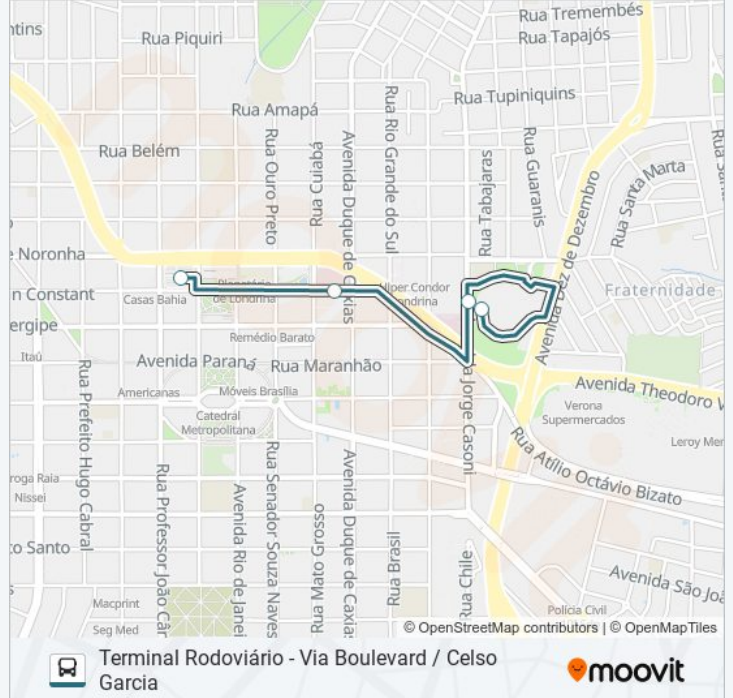 ntins
Rua Piquiri
Rua Tremembés
Rua Tapajós
Rua Amapá
Rua Tupiniquins
Rua Belém
Rua Ouro Preto
Rua Cuiabá
Avenida Duque de Caxias
Rua Rio Grande do Sul
Rua Tabajaras
Rua Guaranis
Rua Santa Marta
Avenida Dez de Dezembro
e Noronha
n Constant
Casas Bahia
de Londrina
Hiper Condor
Fraternidade
ergipe
Remédio Barato
Itaú
Avenida Paraná
Rua Maranhão
Americanas
Móveis Brasília
Catedral
Metropolitana
Jorge Casoni
Avenida Theodoro V
Verona
Supermercados
Leroy Mer
Rua Prefeito Hugo Cabral
roga Raia
Nissei
Rua Atílio Octávio Bizato
Rua Professor João Cân
Avenida Rio de Janei
Rua Senador Souza Naves
Rua Mato Grosso
Avenida Duque de Caxias
Rua Brasil
Rua Chile
to Santo
Avenida São Joã
Macprint
Seg Med
Polícia Civil
© OpenStreetMap contributors | © OpenMapTiles
Terminal Rodoviário - Via Boulevard / Celso
Garcia
moovit